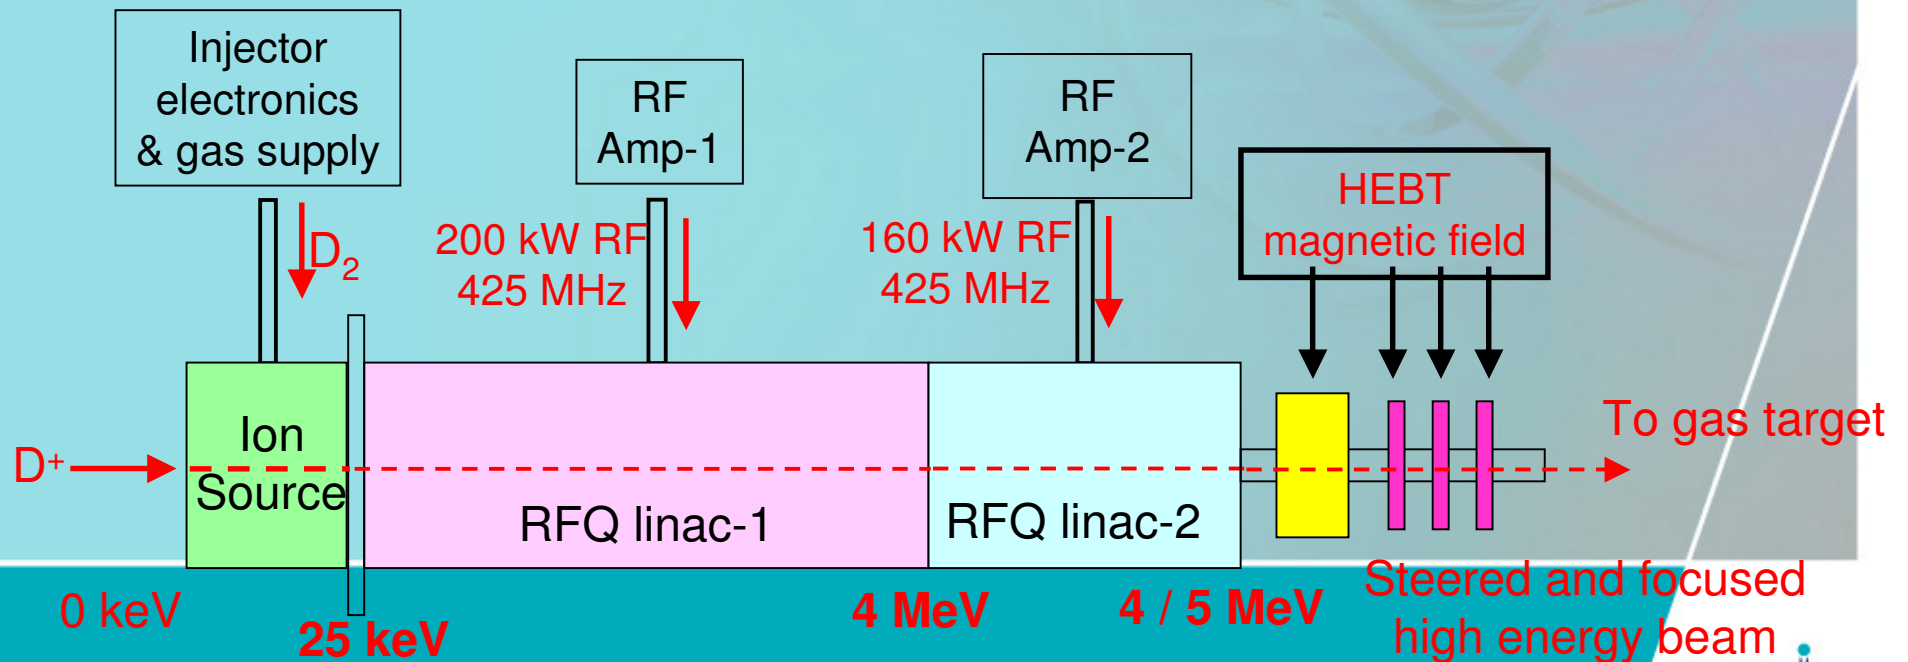 Injector
electronics
& gas supply
RF
Amp-1
RF
Amp-2
HEBT
magnetic field
D2
200 kW RF
425 MHz
160 kW RF
425 MHz
To gas target
D+
Ion
Source
RFQ linac-1
RFQ linac-2
0 keV
25 keV
4 MeV
4 / 5 MeV
Steered and focused
high energy beam